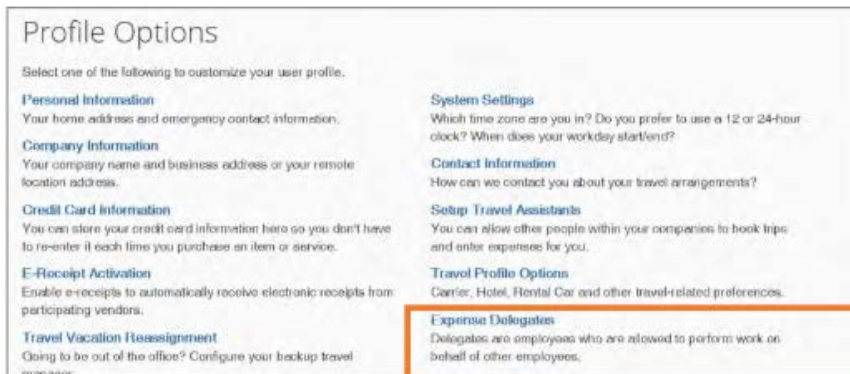 Profile Options
Select one of the following to customize your user profile.
Personal Information
Your home address and emergency contact information.
Company Information
Your company name and business address or your remote
location address.
Credit Card Information
You can store your credit card information here so you don't have
to re-enter it each time you purchase an item or service.
E-Receipt Activation
Enable e-receipts to automatically receive electronic receipts from
participating vendors.
Travel Vacation Reassignment
Going to be out of the office? Configure your backup travel
manager.
System Settings
Which time zone are you in? Do you prefer to use a 12 or 24-hour
clock? When does your workday start/end?
Contact Information
How can we contact you about your travel arrangements?
Setup Travel Assistants
You can allow other people within your companies to book trips
and enter expenses for you.
Travel Profile Options
Carrier, Hotel, Rental Car and other travel-related preferences.
Expense Delegates
Delegates are employees who are allowed to perform work on
behalf of other employees.